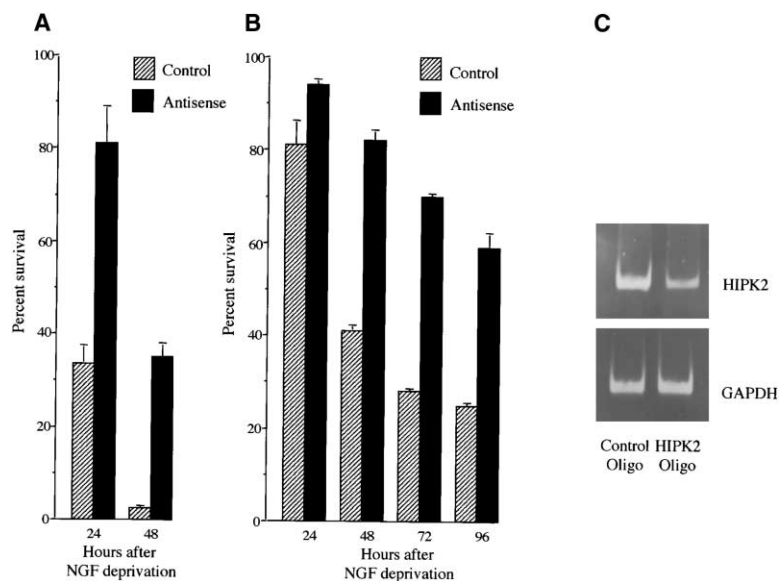 A
100
80
60
40
20
0
Percent survival
Control
Antisense
24 48
Hours after
NGF deprivation
B
100
80
60
40
20
0
Percent survival
Control
Antisense
24 48 72 96
Hours after
NGF deprivation
C
HIPK2
GAPDH
Control HIPK2
Oligo Oligo